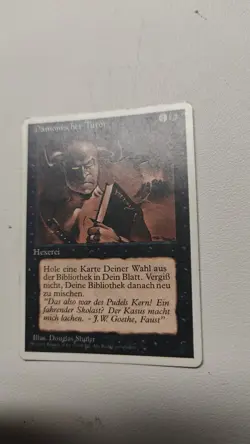 Dämonischer Tutor
Hexerei
Hole eine Karte Deiner Wahl aus
der Bibliothek in Dein Blatt. Vergiß
nicht, Deine Bibliothek danach neu
zu mischen.
"Das also war des Pudels Kern! Ein
fahrender Skolast? Der Kasus macht
mich lachen. - J.W. Goethe, Faust"
Illus. Douglas Shuler